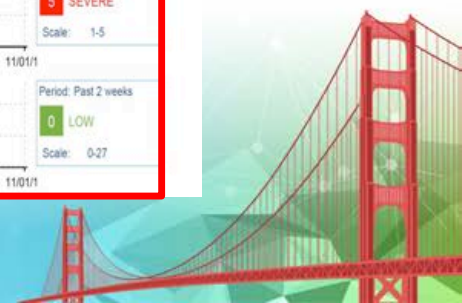 5 SEVERE
Scale: 1-5
11/01/1
Period: Past 2 weeks
0 LOW
Scale: 0-27
11/01/1